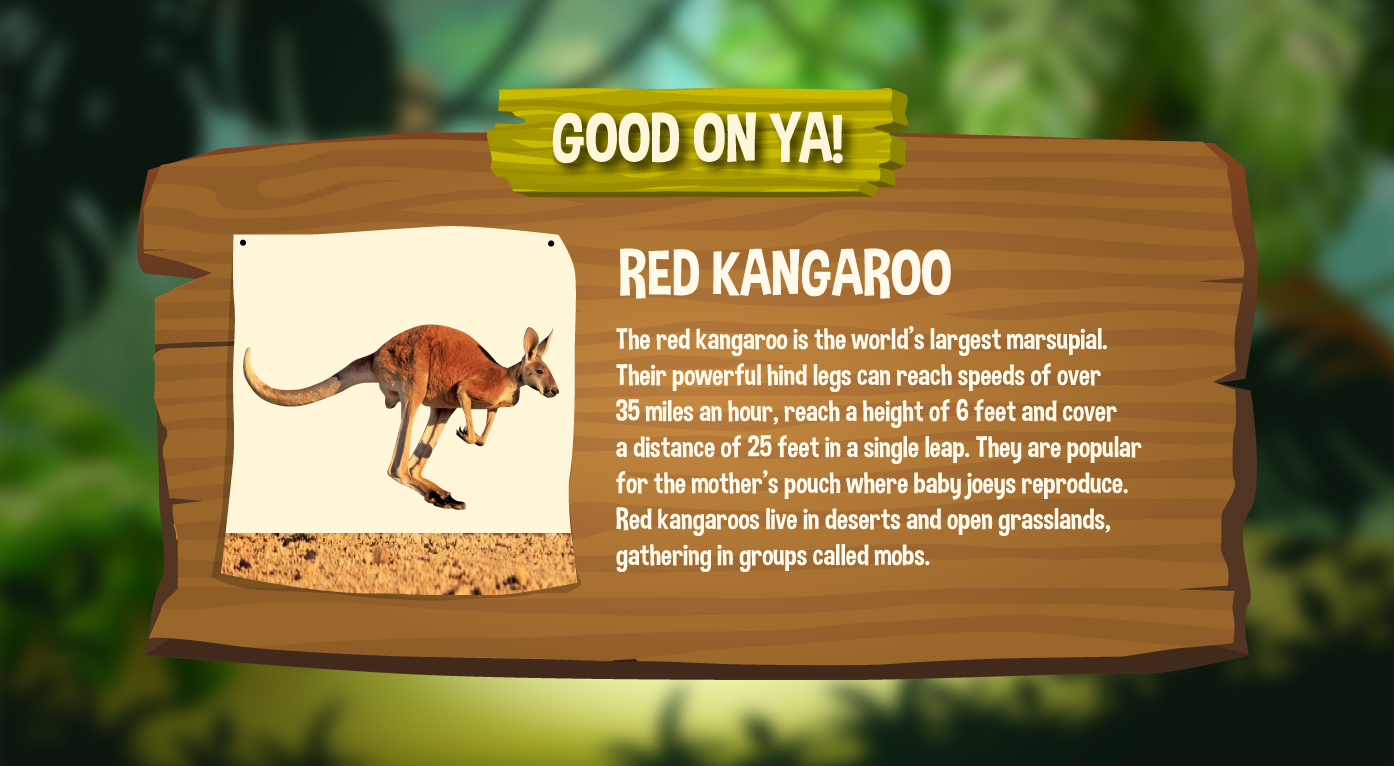 GOOD ON YA!
RED KANGAROO
The red kangaroo is the world's largest marsupial.
Their powerful hind legs can reach speeds of over
35 miles an hour, reach a height of 6 feet and cover
a distance of 25 feet in a single leap. They are popular
for the mother's pouch where baby joeys reproduce.
Red kangaroos live in deserts and open grasslands,
gathering in groups called mobs.